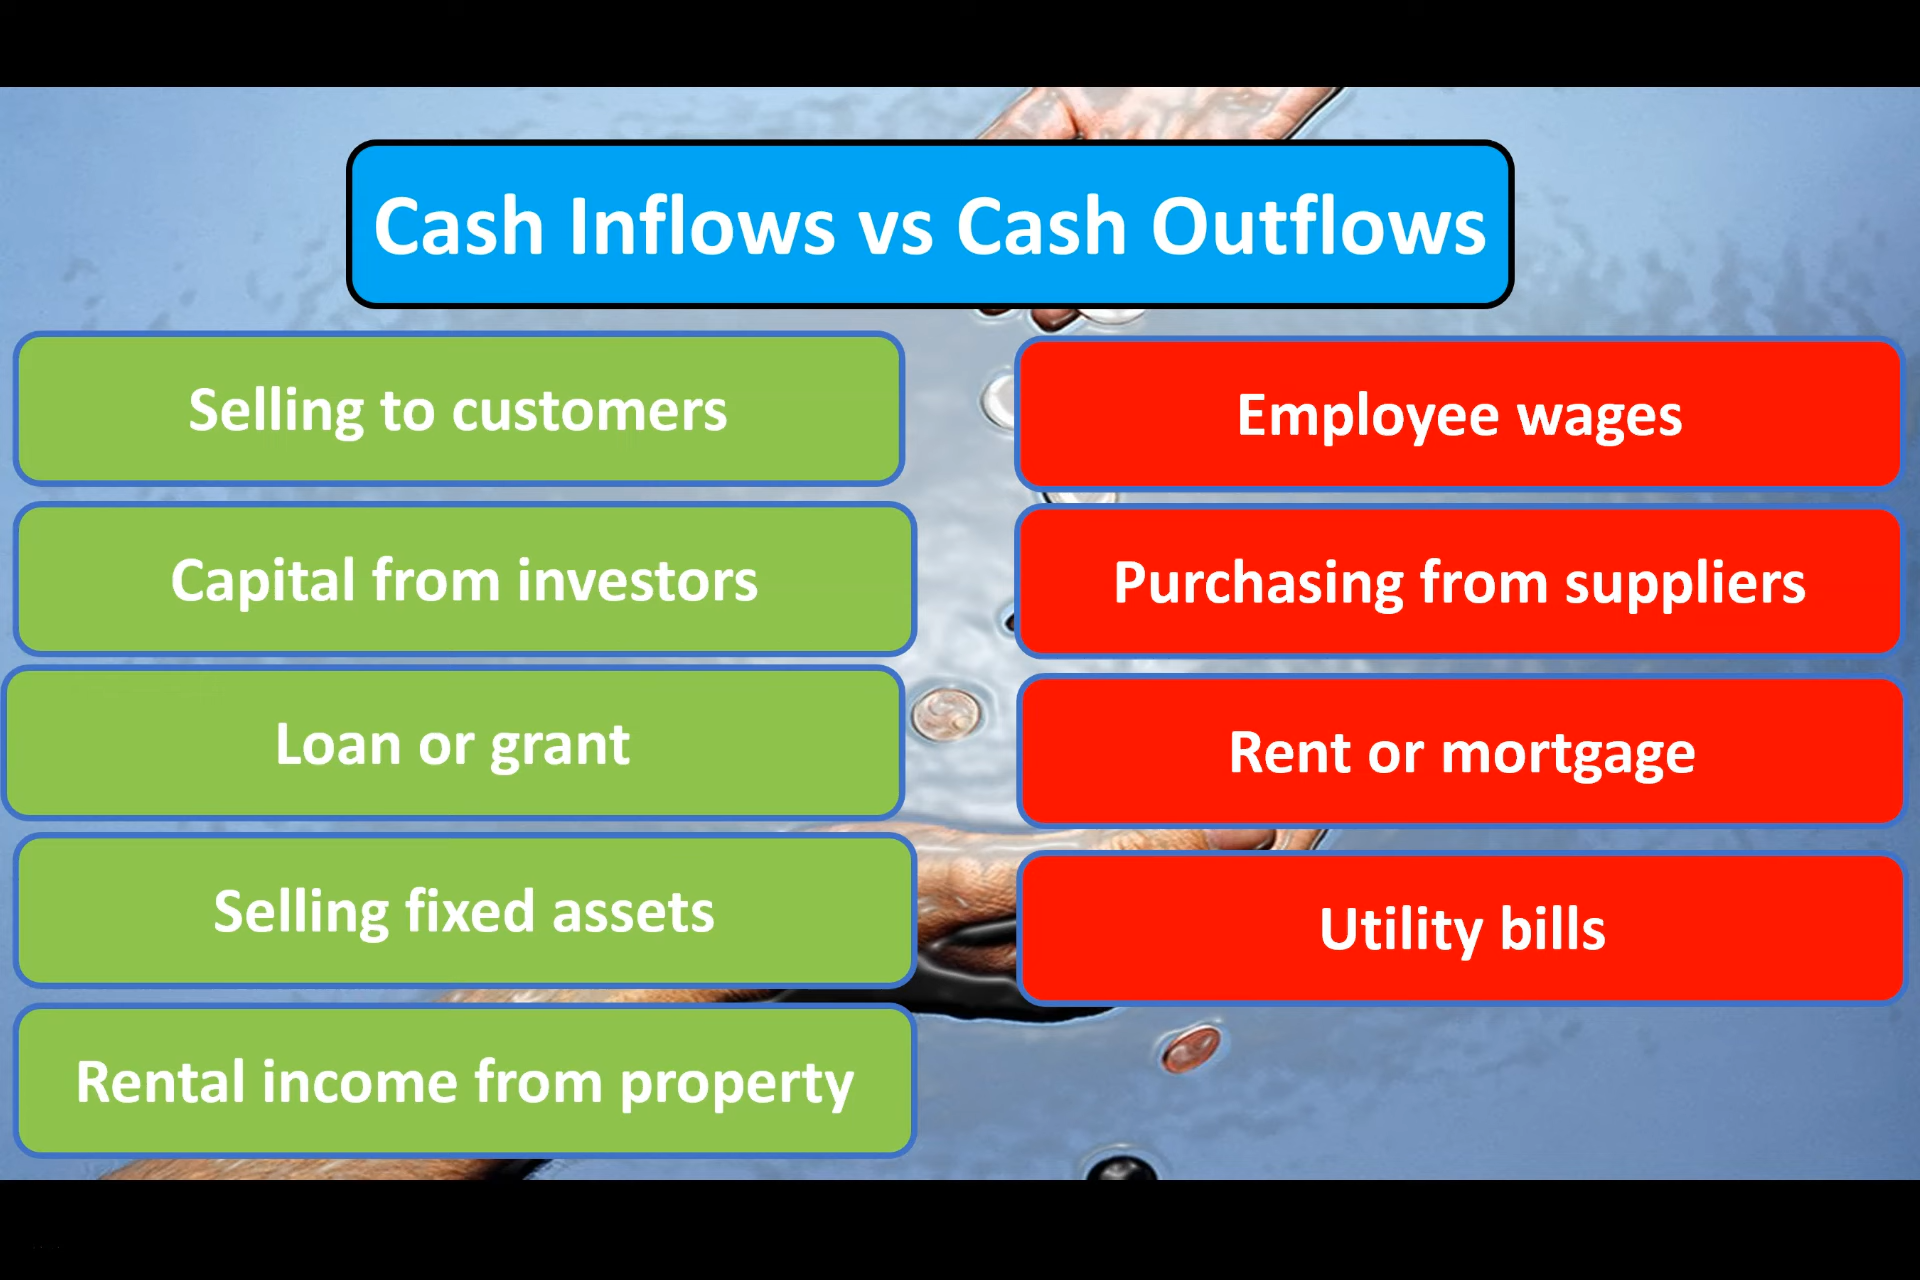 Cash Inflows vs Cash Outflows
Selling to customers
Capital from investors
Loan or grant
Selling fixed assets
Rental income from property
Employee wages
Purchasing from suppliers
Rent or mortgage
Utility bills